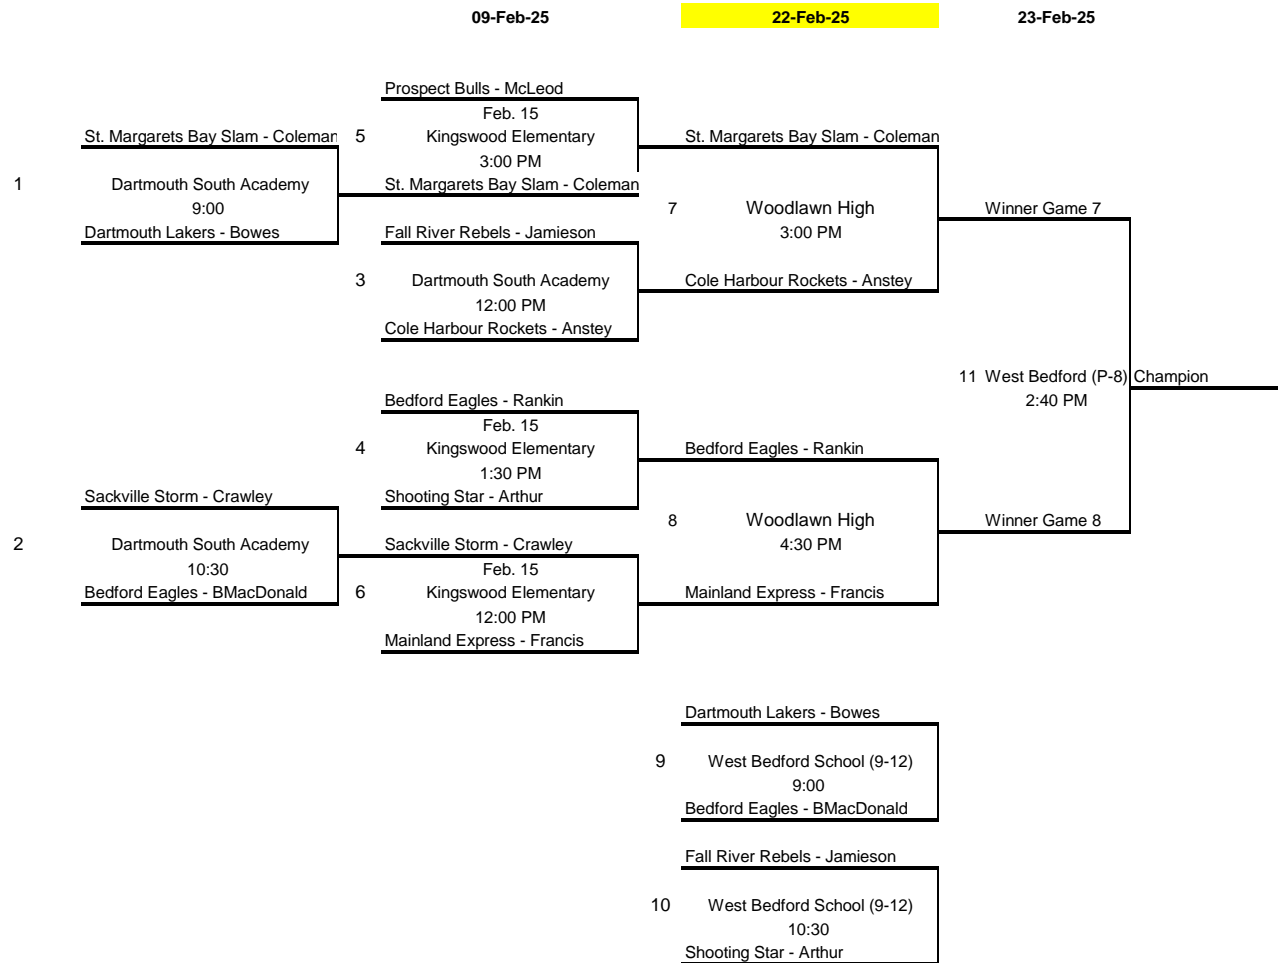 09-Feb-25 22-Feb-25 23-Feb-25
Prospect Bulls - McLeod
Feb. 15
St. Margarets Bay Slam - Coleman 5 Kingswood Elementary St. Margarets Bay Slam - Coleman
3:00 PM
1 Dartmouth South Academy St. Margarets Bay Slam - Coleman
9:00 7 Woodlawn High Winner Game 7
Dartmouth Lakers - Bowes Fall River Rebels - Jamieson 3:00 PM
3 Dartmouth South Academy Cole Harbour Rockets - Anstey
12:00 PM
Cole Harbour Rockets - Anstey
11 West Bedford (P-8) Champion
Bedford Eagles - Rankin 2:40 PM
Feb. 15
4 Kingswood Elementary Bedford Eagles - Rankin
1:30 PM
Sackville Storm - Crawley Shooting Star - Arthur
8 Woodlawn High Winner Game 8
2 Dartmouth South Academy Sackville Storm - Crawley 4:30 PM
10:30 Feb. 15
Bedford Eagles - BMacDonald 6 Kingswood Elementary Mainland Express - Francis
12:00 PM
Mainland Express - Francis
Dartmouth Lakers - Bowes
9 West Bedford School (9-12)
9:00
Bedford Eagles - BMacDonald
Fall River Rebels - Jamieson
10 West Bedford School (9-12)
10:30
Shooting Star - Arthur